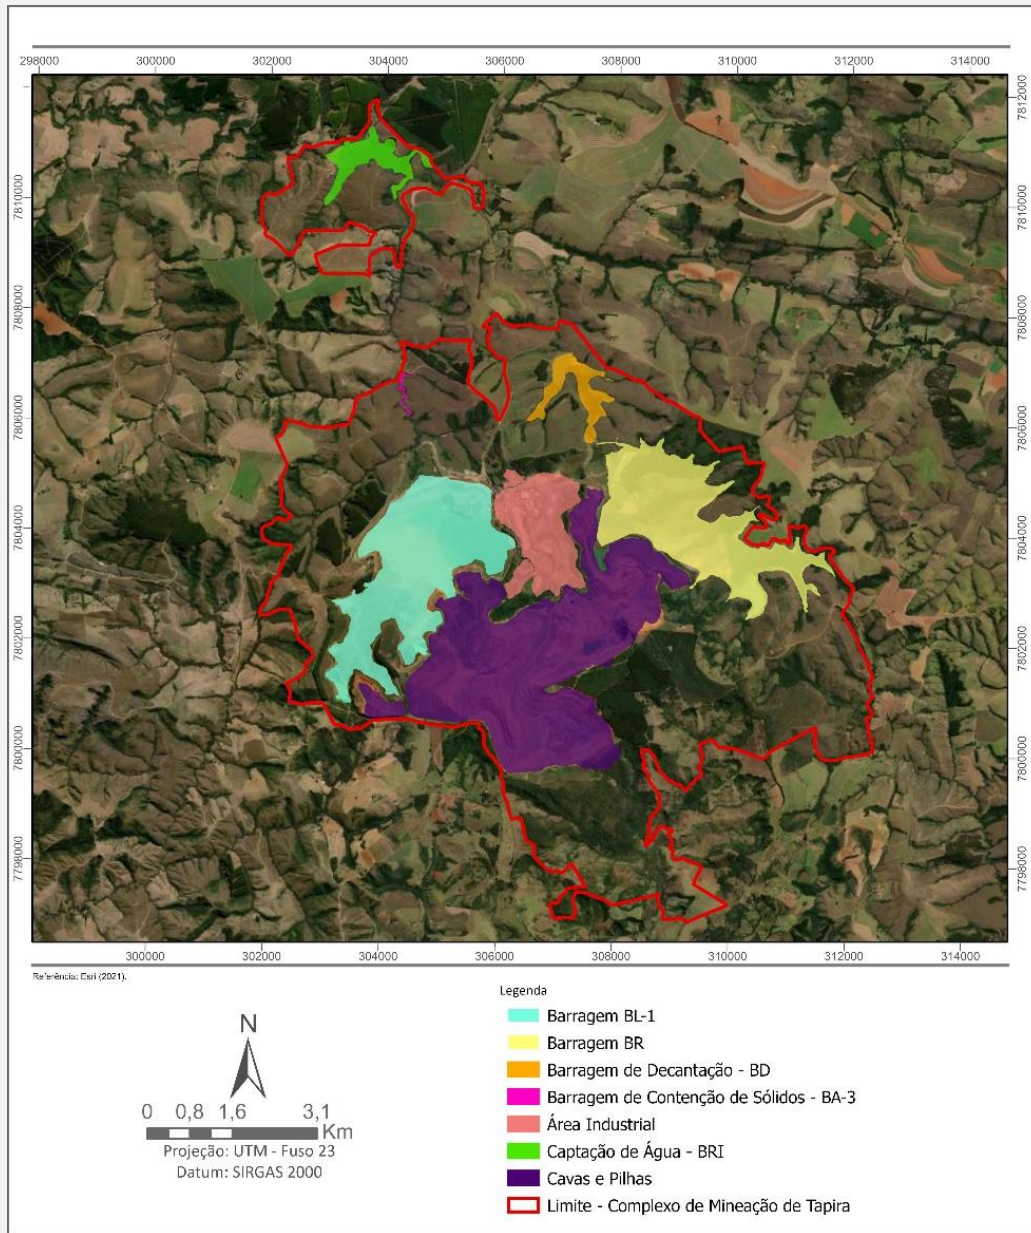 298000 300000 302000 304000 306000 308000 310000 312000 314000
7812000
7810000 7810000
7808000 7808000
7806000 7806000
7804000 7804000
7802000 7802000
7800000 7800000
7798000 7798000
300000 302000 304000 306000 308000 310000 312000 314000
Referência: Esri (2021).
Legenda
Barragem BL-1
Barragem BR
Barragem de Decantação - BD
Barragem de Contenção de Sólidos - BA-3
Área Industrial
Captação de Água - BRI
Cavas e Pilhas
Limite - Complexo de Mineação de Tapira
N
0 0,8 1,6 3,1
Km
Projeção: UTM - Fuso 23
Datum: SIRGAS 2000